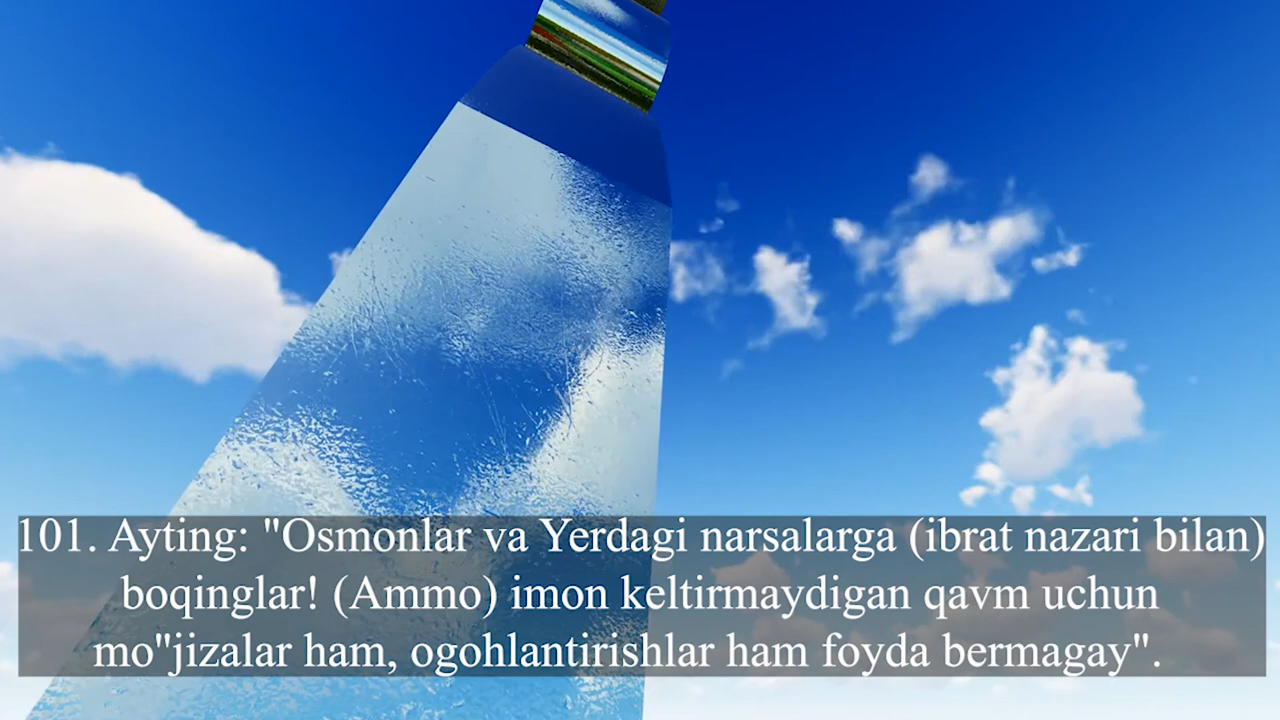 101. Ayting: "Osmonlar va Yerdagi narsalarga (ibrat nazari bilan)
boqinglar! (Ammo) imon keltirmaydigan qavm uchun
mo"jizalar ham, ogohlantirishlar ham foyda bermagay".